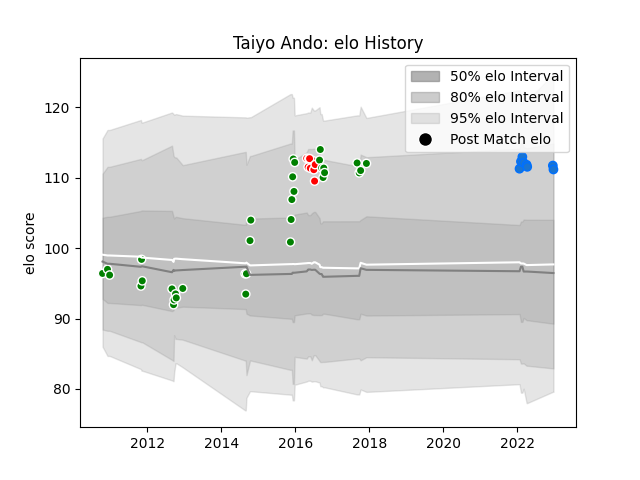 Taiyo Ando: elo History
50% elo Interval
80% elo Interval
95% elo Interval
Post Match elo
elo score
120
110
100
90
80
2012 2014 2016 2018 2020 2022